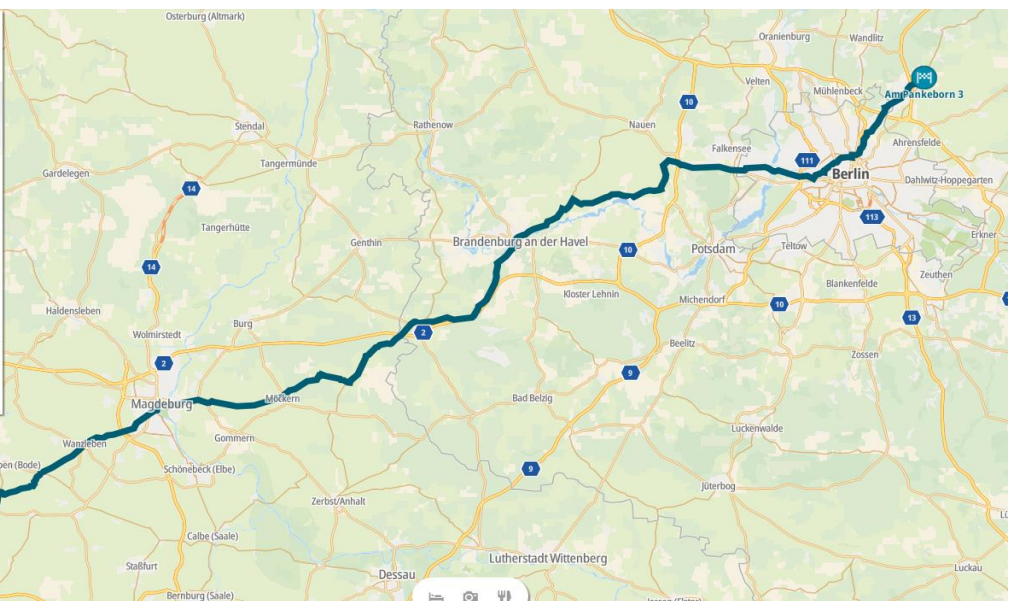 Osterburg (Altmark)
Oranienburg
Wandlitz
Velten
Mühlenbeck
Am Pankeborn 3
10
Stendal
Rathenow
Nauen
Falkensee
Ahrensfelde
Gardelegen
Tangermünde
111
Berlin
Dahlwitz-Hoppegarten
14
113
Tangerhütte
Genthin
Brandenburg an der Havel
10
Potsdam
Teltow
Erkner
14
Zeuthen
Kloster Lehnin
Michendorf
10
Blankenfelde
Haldensleben
Burg
2
13
Wolmirstedt
Beelitz
Zossen
2
9
Magdeburg
Möckern
Bad Belzig
Wanzleben
Gommern
Luckenwalde
(Bode)
Schönebeck (Elbe)
9
Zerbst/Anhalt
Jüterbog
Calbe (Saale)
Staßfurt
Lutherstadt Wittenberg
Luckau
Dessau
Bernburg (Saale)